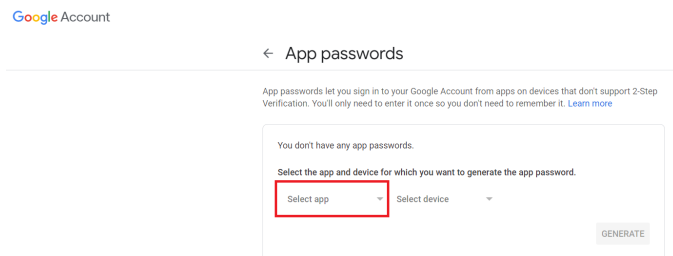 Google Account
App passwords
App passwords let you sign in to your Google Account from apps on devices that don't support 2-Step
Verification. You'll only need to enter it once so you don't need to remember it. Learn more
You don't have any app passwords.
Select the app and device for which you want to generate the app password.
Select app Select device
GENERATE